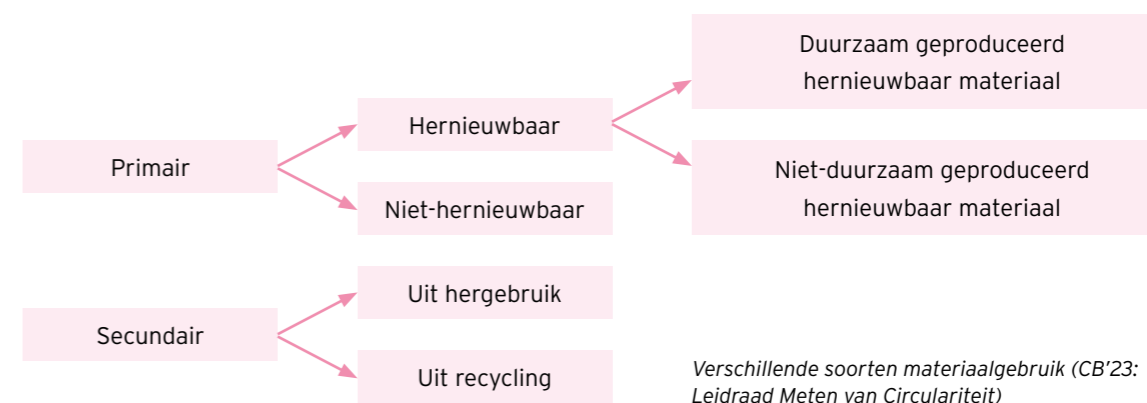 Duurzaam geproduceerd
hernieuwbaar materiaal
Hernieuwbaar
Primair
Niet-duurzaam geproduceerd
hernieuwbaar materiaal
Niet-hernieuwbaar
Uit hergebruik
Secundair
Uit recycling
Verschillende soorten materiaalgebruik (CB'23:
Leidraad Meten van Circulariteit)